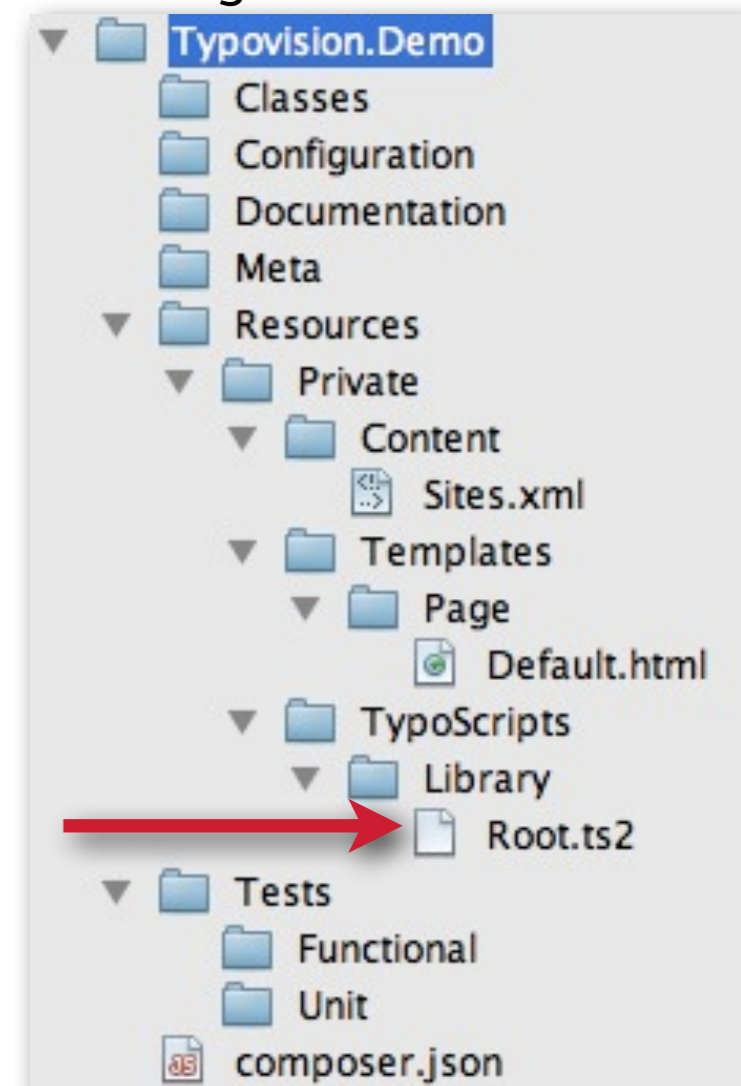 Typovision.Demo
Classes
Configuration
Documentation
Meta
Resources
Private
Content
Sites.xml
Templates
Page
Default.html
TypoScripts
Library
Root.ts2
Tests
Functional
Unit
composer.json